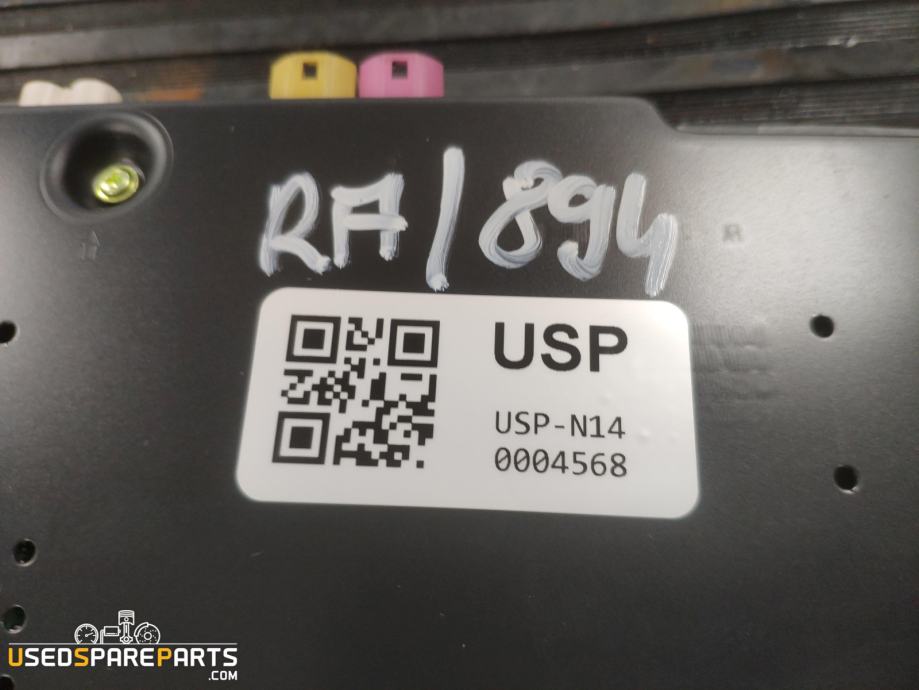 RA/894
USP
USP-N14
0004568
USEDSPAREPARTS
.COM